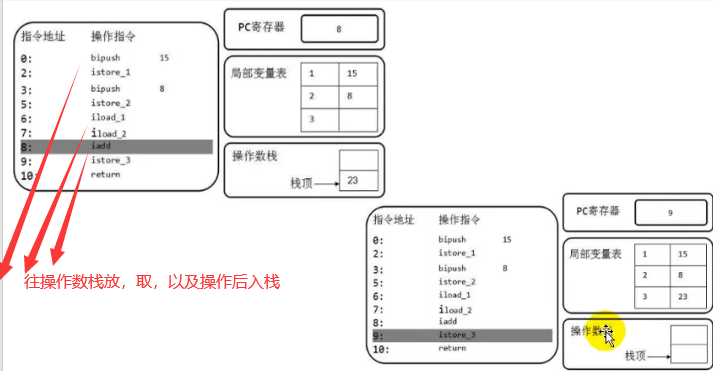 指令地址 操作指令
0: bipush 15
2: istore_1
3: bipush 8
5: istore_2
6: iload_1
7: iload_2
8: iadd
9: istore_3
10: return
PC寄存器 8
局部变量表
1 15
2 8
3
操作数栈
栈顶 23
往操作数栈放，取，以及操作后入栈
指令地址 操作指令
0: bipush 15
2: istore_1
3: bipush 8
5: istore_2
6: iload_1
7: iload_2
8: iadd
9: istore_3
10: return
PC寄存器 9
局部变量表
1 15
2 8
3 23
操作数
栈顶